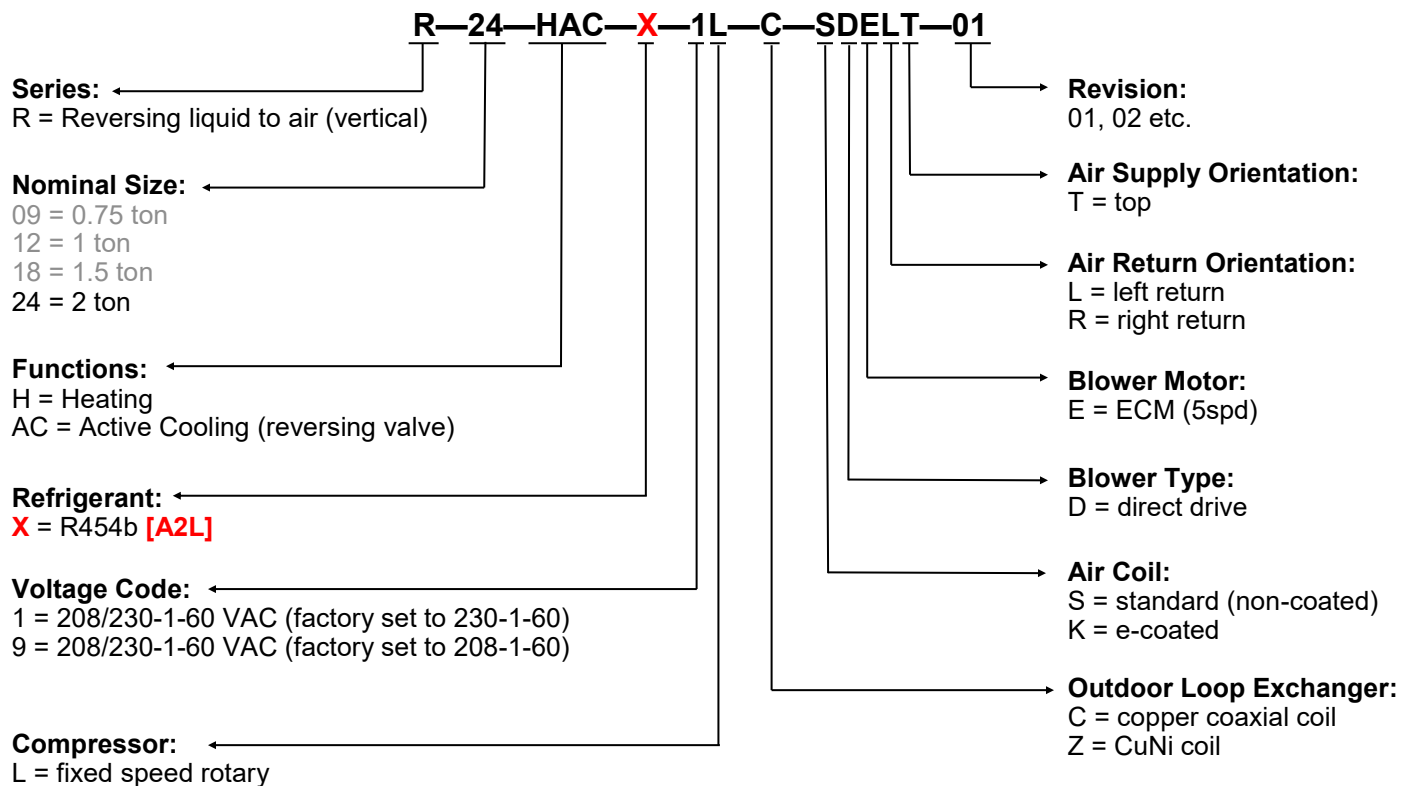 R—24—HAC—X—1L—C—SDELT—01
Series:
R = Reversing liquid to air (vertical)
Nominal Size:
09 = 0.75 ton
12 = 1 ton
18 = 1.5 ton
24 = 2 ton
Functions:
H = Heating
AC = Active Cooling (reversing valve)
Refrigerant:
X = R454b [A2L]
Voltage Code:
1 = 208/230-1-60 VAC (factory set to 230-1-60)
9 = 208/230-1-60 VAC (factory set to 208-1-60)
Compressor:
L = fixed speed rotary
Revision:
01, 02 etc.
Air Supply Orientation:
T = top
Air Return Orientation:
L = left return
R = right return
Blower Motor:
E = ECM (5spd)
Blower Type:
D = direct drive
Air Coil:
S = standard (non-coated)
K = e-coated
Outdoor Loop Exchanger:
C = copper coaxial coil
Z = CuNi coil